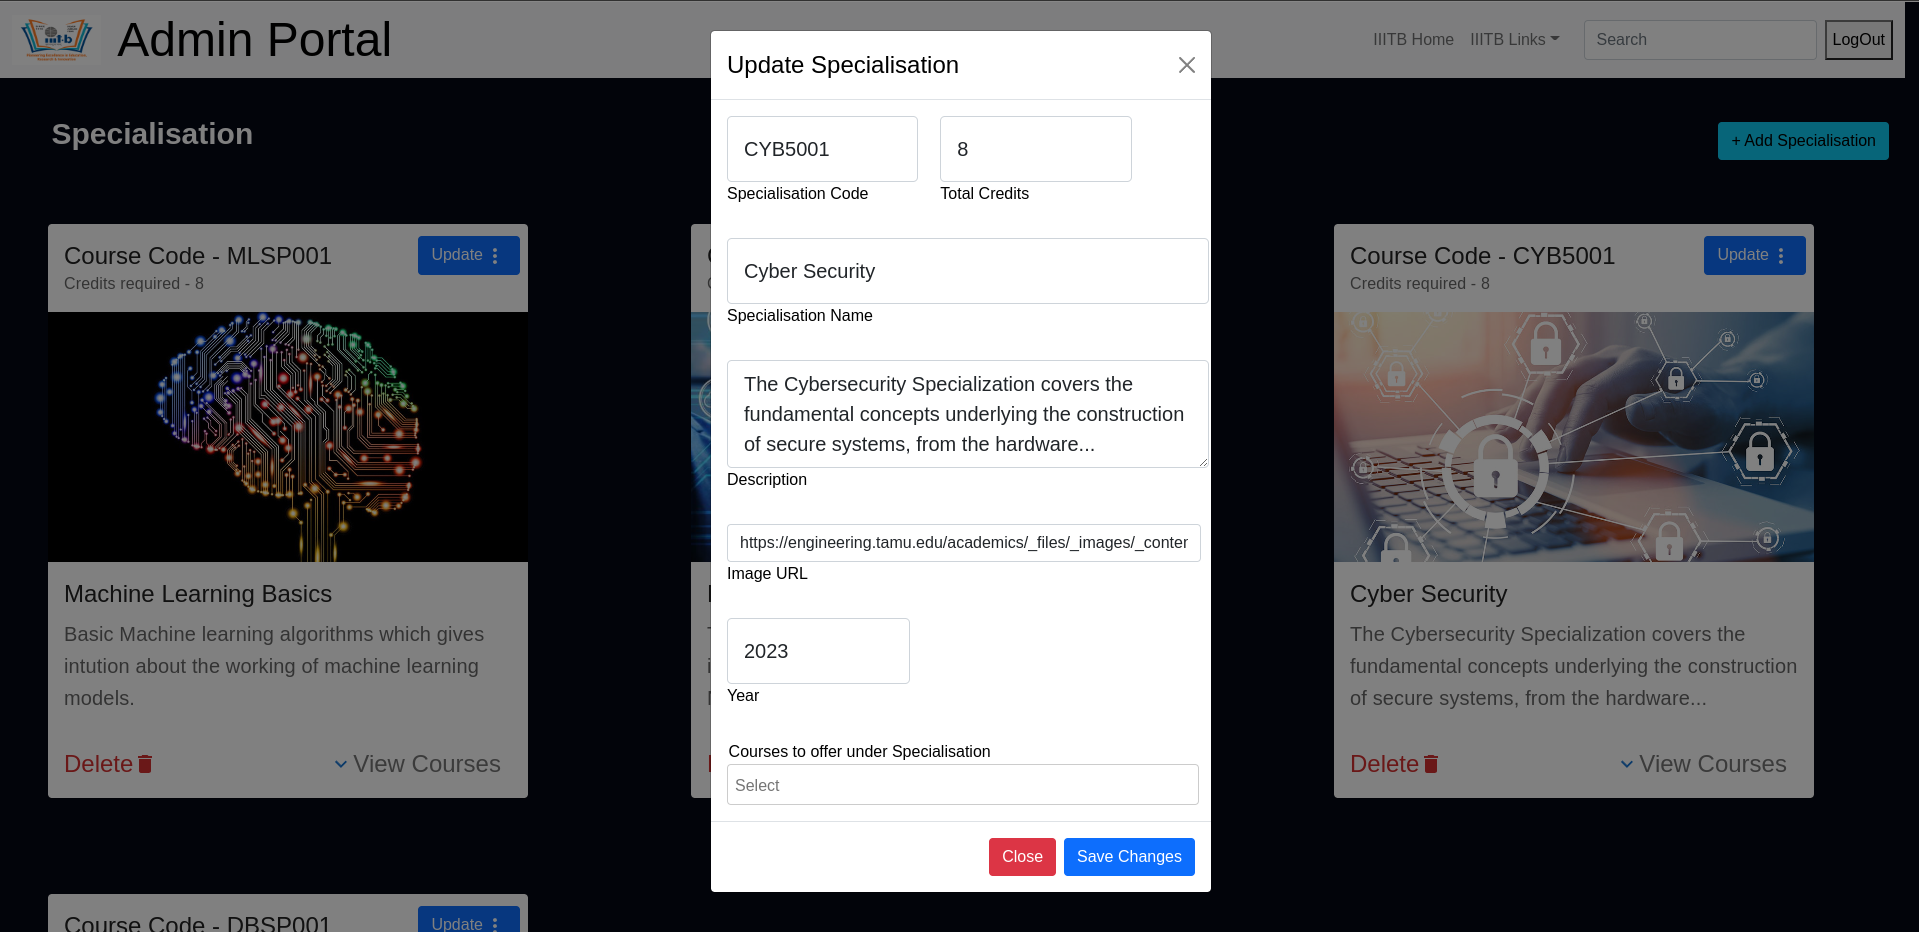 Admin Portal
IIITB Home
IIITB Links
Search
LogOut
Specialisation
+ Add Specialisation
Course Code - MLSP001
Update
Credits required - 8
Machine Learning Basics
Basic Machine learning algorithms which gives
intution about the working of machine learning
models.
Delete
View Courses
Update Specialisation
CYB5001
Specialisation Code
8
Total Credits
Cyber Security
Specialisation Name
The Cybersecurity Specialization covers the
fundamental concepts underlying the construction
of secure systems, from the hardware...
Description
https://engineering.tamu.edu/academics/_files/_images/_conter
Image URL
2023
Year
Courses to offer under Specialisation
Select
Close
Save Changes
Course Code - CYB5001
Update
Credits required - 8
Cyber Security
The Cybersecurity Specialization covers the
fundamental concepts underlying the construction
of secure systems, from the hardware...
Delete
View Courses
Course Code - DBSP001
Update